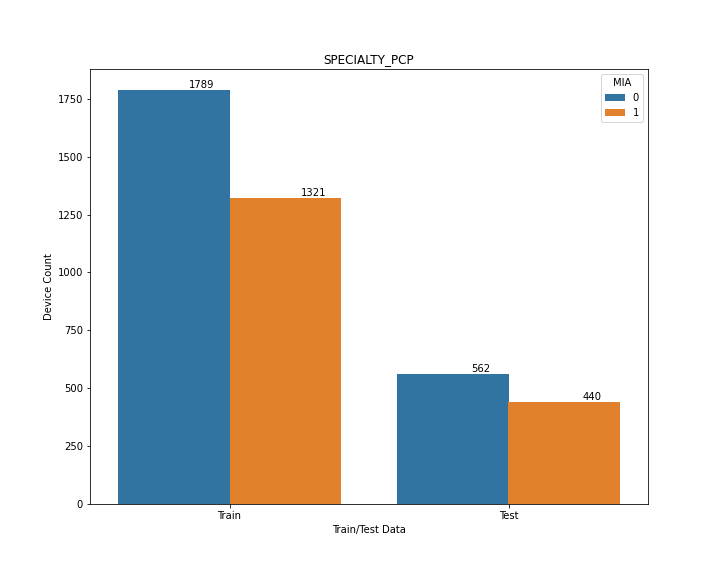 SPECIALTY_PCP
MIA
0
1
1789
1321
562
440
1750
1500
1250
1000
750
500
250
0
Device Count
Train
Test
Train/Test Data